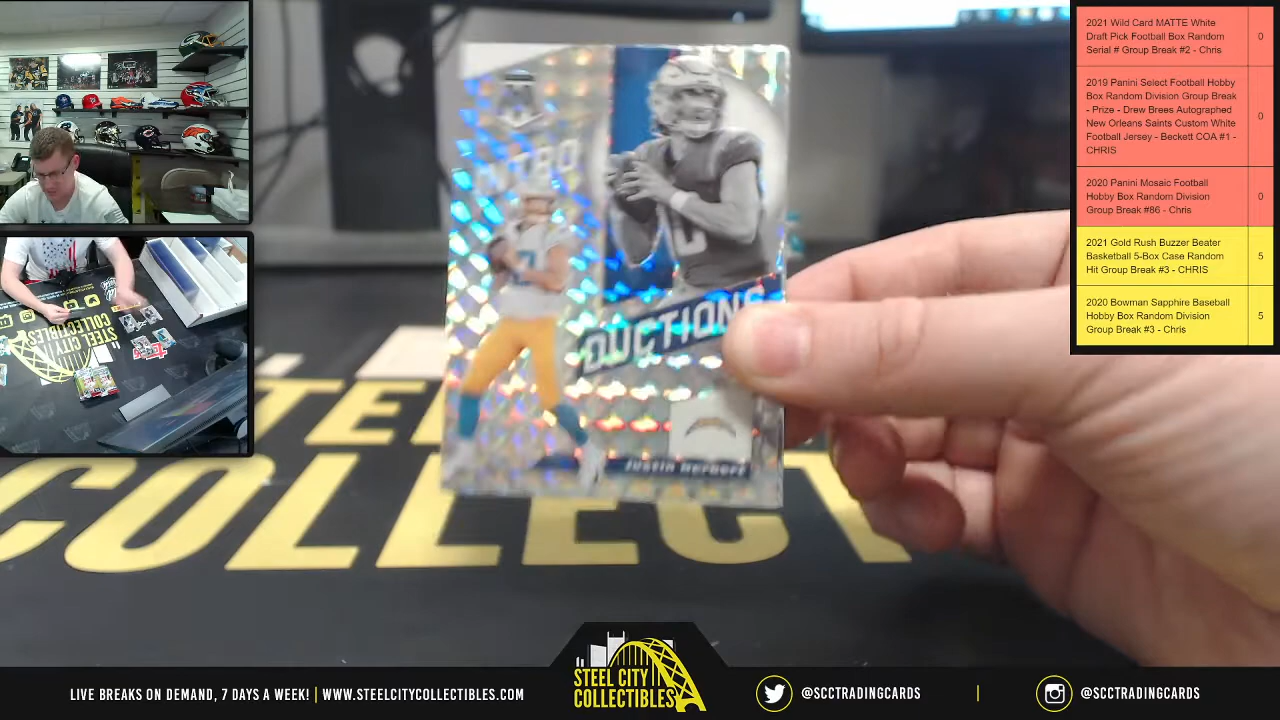 2021 Wild Card MATTE White
Draft Pick Football Box Random
Serial # Group Break #2 - Chris
0
2019 Panini Select Football Hobby
Box Random Division Group Break
- Prize - Drew Brees Autographed
New Orleans Saints Custom White
Football Jersey - Beckett COA #1 -
CHRIS
0
2020 Panini Mosaic Football
Hobby Box Random Division
Group Break #86 - Chris
0
2021 Gold Rush Buzzer Beater
Basketball 5-Box Case Random
Hit Group Break #3 - CHRIS
5
2020 Bowman Sapphire Baseball
Hobby Box Random Division
Group Break #3 - Chris
5
DUCTIONS
Justin Herbert
COLLECT
STEEL CITY
COLLECTIBLES
LIVE BREAKS ON DEMAND, 7 DAYS A WEEK! | WWW.STEELCITYCOLLECTIBLES.COM
STEEL CITY
COLLECTIBLES
@SCCTRADINGCARDS | @SCCTRADINGCARDS